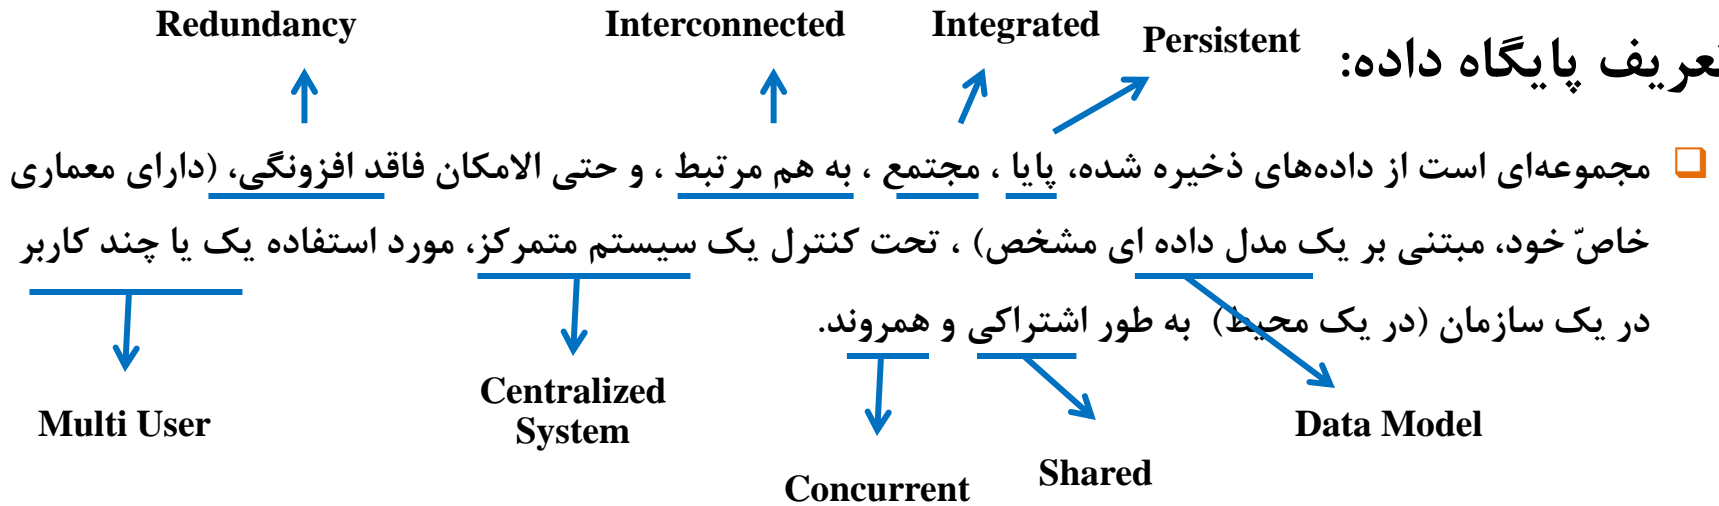 Redundancy Interconnected Integrated Persistent
تعریف پایگاه داده:
مجموعه‌ای است از داده‌های ذخیره شده، پایا ، مجتمع ، به هم مرتبط ، و حتی الامکان فاقد افزونگی، (دارای معماری
خاصّ خود، مبتنی بر یک مدل داده ای مشخص) ، تحت کنترل یک سیستم متمرکز، مورد استفاده یک یا چند کاربر
در یک سازمان (در یک محیط) به طور اشتراکی و همروند.
Multi User
Centralized
System
Concurrent
Shared
Data Model